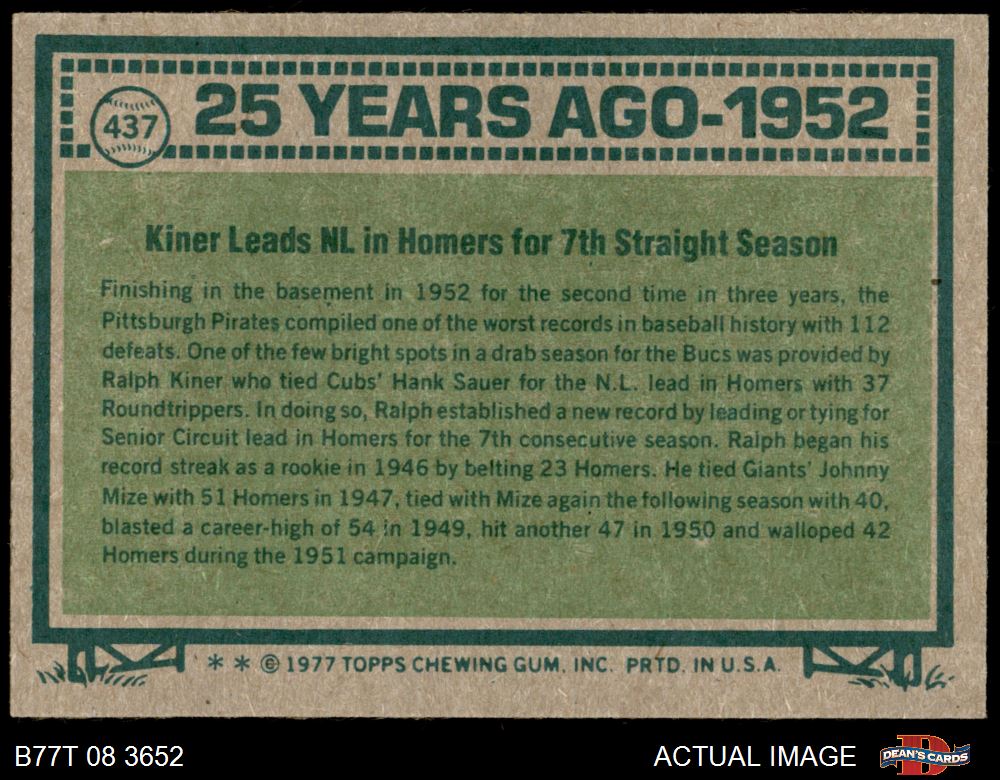 437
25 YEARS AGO-1952
Kiner Leads NL in Homers for 7th Straight Season
Finishing in the basement in 1952 for the second time in three years, the
Pittsburgh Pirates compiled one of the worst records in baseball history with 112
defeats. One of the few bright spots in a drab season for the Bucs was provided by
Ralph Kiner who tied Cubs' Hank Sauer for the N.L. lead in Homers with 37
Roundtrippers. In doing so, Ralph established a new record by leading or tying for
Senior Circuit lead in Homers for the 7th consecutive season. Ralph began his
record streak as a rookie in 1946 by belting 23 Homers. He tied Giants' Johnny
Mize with 51 Homers in 1947, tied with Mize again the following season with 40,
blasted a career-high of 54 in 1949, hit another 47 in 1950 and walloped 42
Homers during the 1951 campaign.
* * © 1977 TOPPS CHEWING GUM, INC. PRTD. IN U.S.A.
B77T 08 3652
ACTUAL IMAGE
D
DEAN'S CARDS